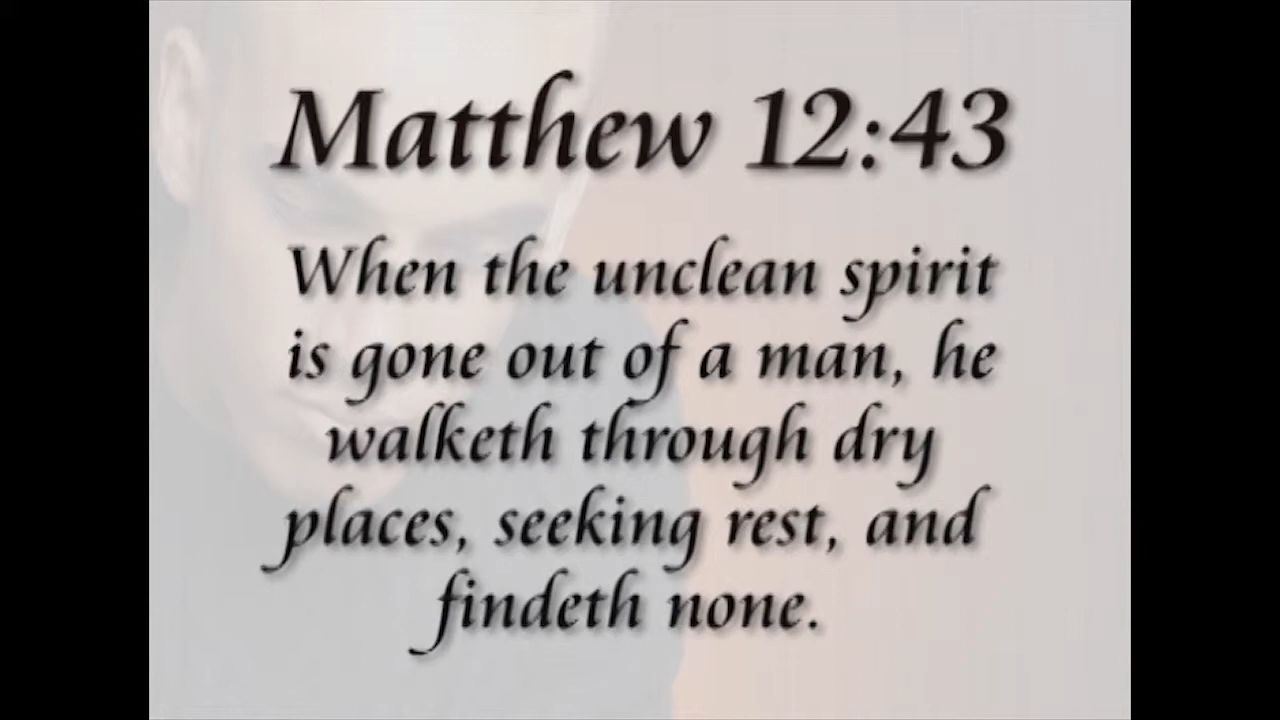 Matthew 12:43
When the unclean spirit
is gone out of a man, he
walketh through dry
places, seeking rest, and
findeth none.